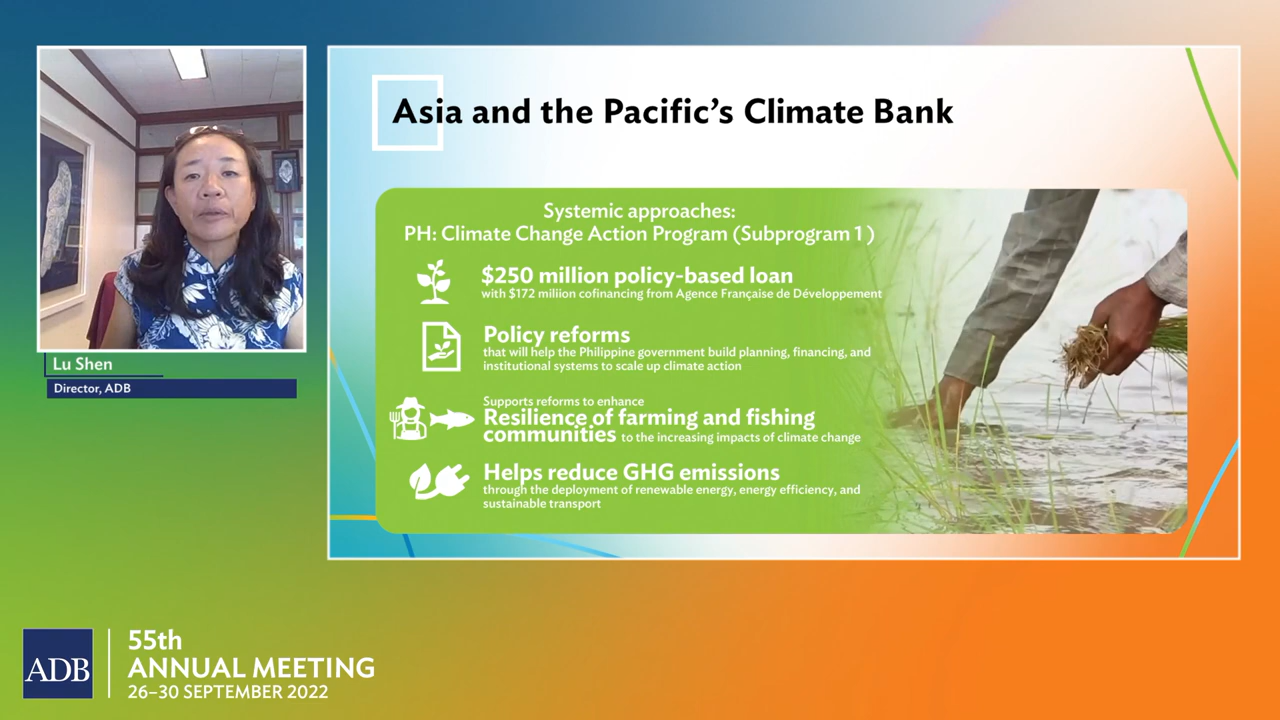 Asia and the Pacific's Climate Bank
Systemic approaches:
PH: Climate Change Action Program (Subprogram 1)
$250 million policy-based loan
with $172 miliion cofinancing from Agence Française de Développement
Policy reforms
that will help the Philippine government build planning, financing, and
institutional systems to scale up climate action
Supports reforms to enhance
Resilience of farming and fishing
communities to the increasing impacts of climate change
Helps reduce GHG emissions
through the deployment of renewable energy, energy efficiency, and
sustainable transport
Lu Shen
Director, ADB
ADB
55th
ANNUAL MEETING
26–30 SEPTEMBER 2022